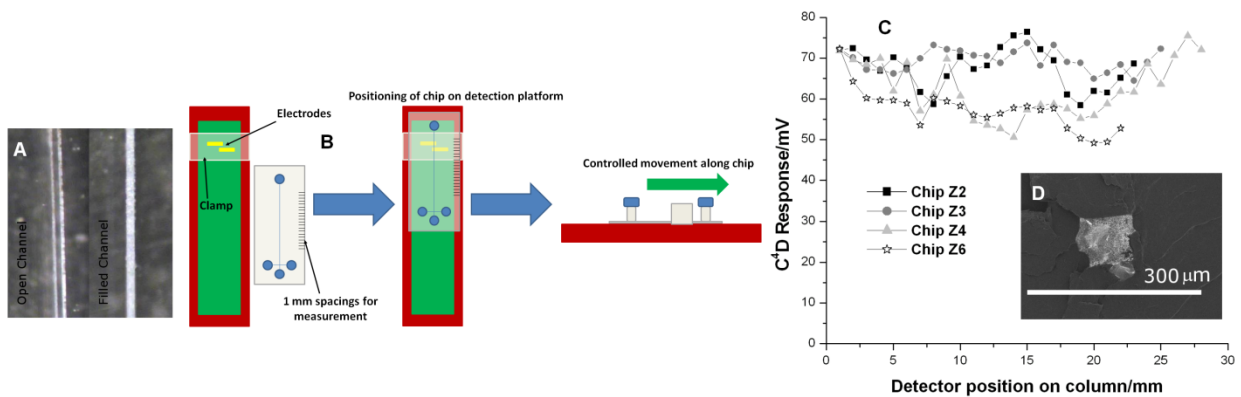 A
Open Channel
Filled Channel
Electrodes
B
Clamp
1 mm spacings for
measurement
Positioning of chip on detection platform
Controlled movement along chip
C
C⁴D Response/mV
80
70
60
50
40
30
20
10
0
Chip Z2
Chip Z3
Chip Z4
Chip Z6
D
300 μm
0
5
10
15
20
25
30
Detector position on column/mm